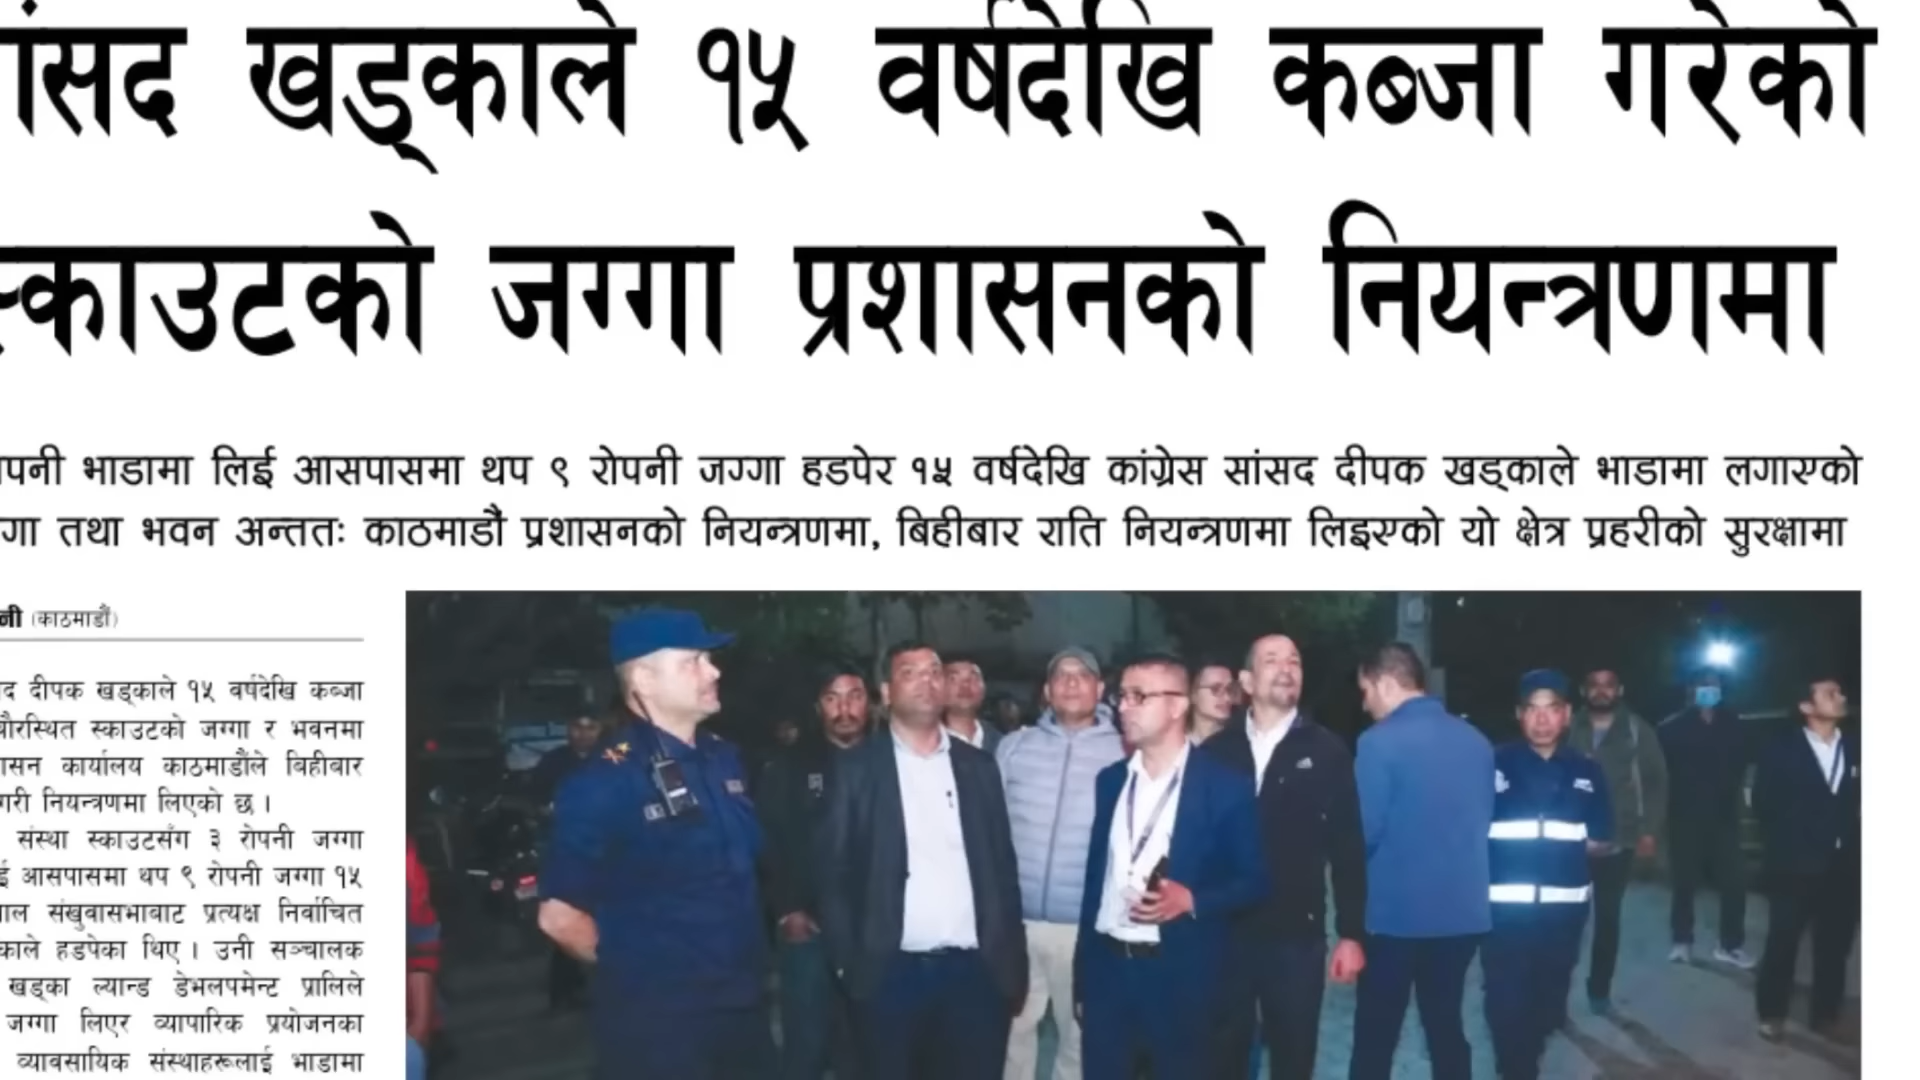 सांसद खड्काले १५ वर्षदेखि कब्जा गरेको
स्काउटको जग्गा प्रशासनको नियन्त्रणमा
भाडामा लिई आसपासमा थप ९ रोपनी जग्गा हडपेर १५ वर्षदेखि कांग्रेस सांसद दीपक खड्काले भाडामा लगाएको
तथा भवन अन्ततः काठमाडौं प्रशासनको नियन्त्रणमा, बिहीबार राति नियन्त्रणमा लिइएको यो क्षेत्र प्रहरीको सुरक्षामा
(काठमाडौं)
दीपक खड्काले १५ वर्षदेखि कब्जा
स्काउटको जग्गा र भवनमा
कार्यालय काठमाडौंले बिहीबार
नियन्त्रणमा लिएको छ ।
संस्था स्काउटसँग ३ रोपनी जग्गा
आसपासमा थप ९ रोपनी जग्गा १५
संखुवासभाबाट प्रत्यक्ष निर्वाचित
हडपेका थिए । उनी सञ्चालक
खड्का ल्यान्ड डेभलपमेन्ट प्रालिले
जग्गा लिएर व्यापारिक प्रयोजनका
व्यावसायिक संस्थाहरूलाई भाडामा